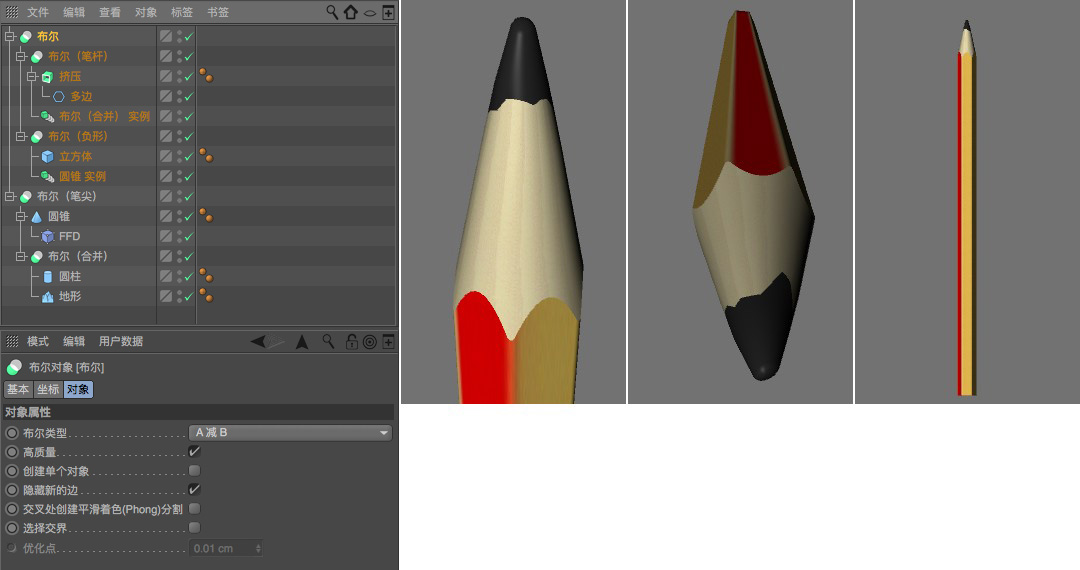 文件 编辑 查看 对象 标签 书签
布尔
布尔（笔杆）
挤压
多边
布尔（合并） 实例
布尔（负形）
立方体
圆锥 实例
布尔（笔尖）
圆锥
FFD
布尔（合并）
圆柱
地形
模式 编辑 用户数据
布尔对象 [布尔]
基本 坐标 对象
对象属性
布尔类型 A 减 B
高质量
创建单个对象
隐藏新的边
交叉处创建平滑着色(Phong)分割
选择交界
优化点 0.01 cm